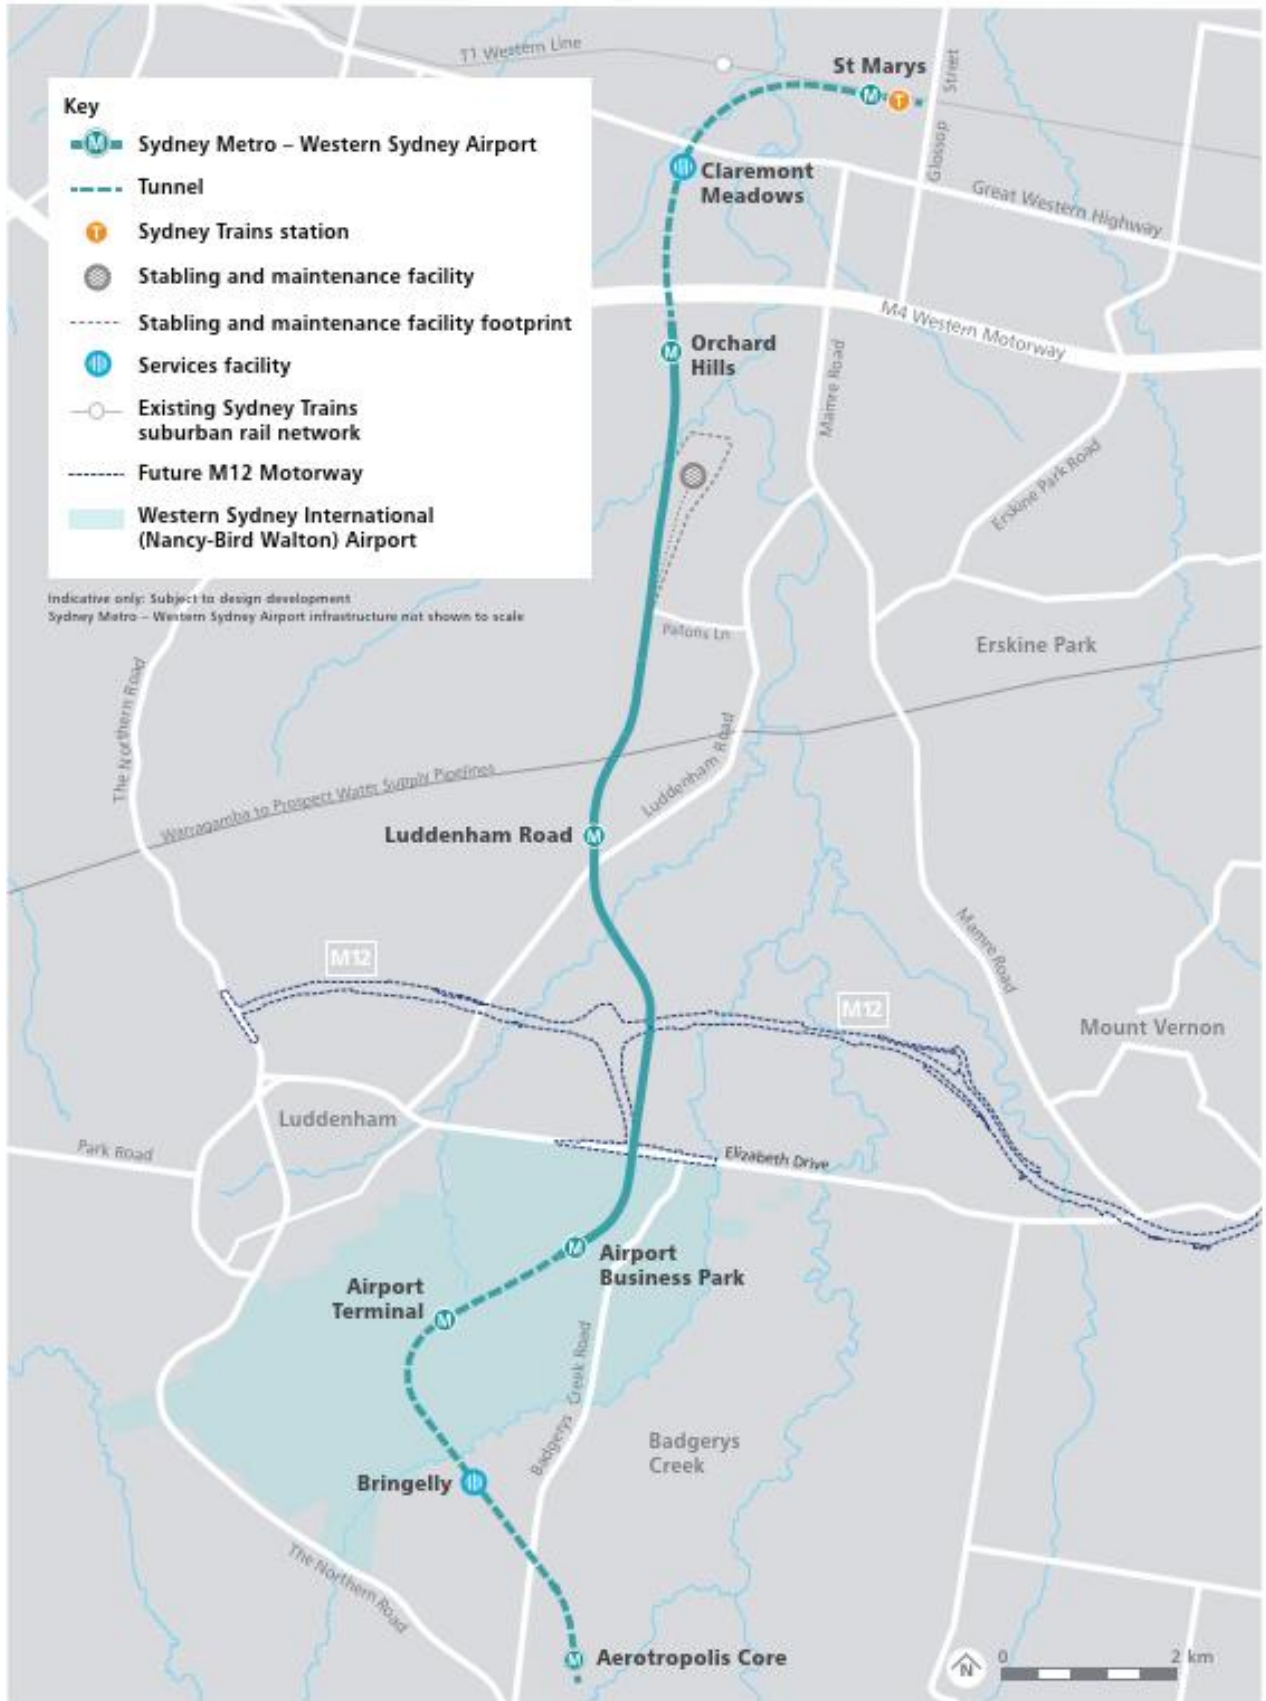 T1 Western Line
St Marys
Glossop Street
Key
M
Sydney Metro – Western Sydney Airport
Tunnel
T
Sydney Trains station
Stabling and maintenance facility
Stabling and maintenance facility footprint
Services facility
Existing Sydney Trains
suburban rail network
Future M12 Motorway
Western Sydney International
(Nancy-Bird Walton) Airport
Indicative only: Subject to design development
Sydney Metro – Western Sydney Airport infrastructure not shown to scale
M
T
Claremont
Meadows
Great Western Highway
M4 Western Motorway
M
Orchard
Hills
Mamre Road
Erskine Park Road
Patons Ln
Erskine Park
The Northern Road
Luddenham Road
Warragamba to Prospect Water Supply Pipelines
Luddenham Road
M
Mamre Road
M12
M12
Mount Vernon
Luddenham
Park Road
Elizabeth Drive
M
Airport
Business Park
Airport
Terminal
M
Badgerys Creek Road
Badgerys
Creek
Bringelly
The Northern Road
M
Aerotropolis Core
N
0
2 km